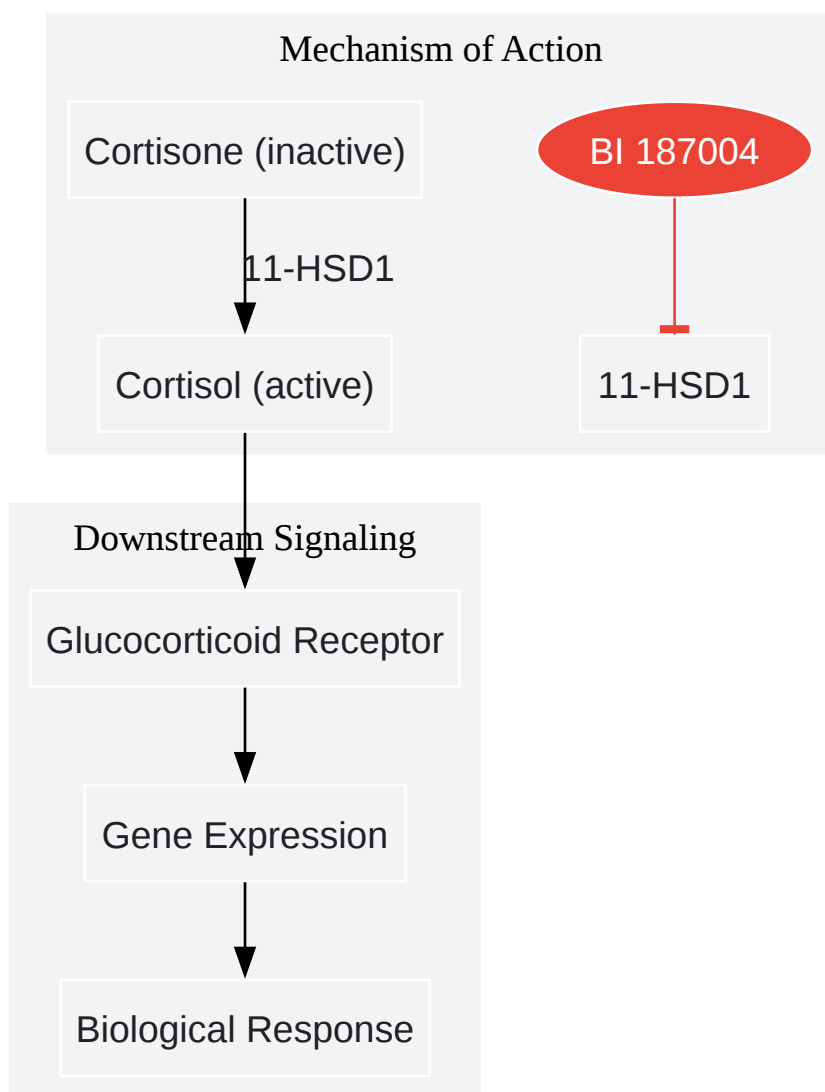 Mechanism of Action
Cortisone (inactive)
BI 187004
11-HSD1
Cortisol (active)
11-HSD1
Downstream Signaling
Glucocorticoid Receptor
Gene Expression
Biological Response